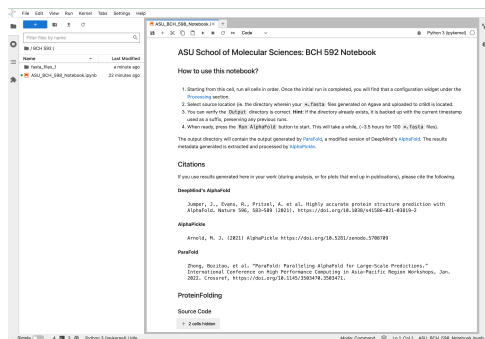 File Edit View Run Kernel Tabs Settings Help
Filter files by name
/ BCH 592 /
Name Last Modified
fasta_files_1 a minute ago
ASU_BCH_598_Notebook.ipynb 22 minutes ago
ASU_BCH_598_Notebook.i
Code
Python 3 (ipykernel)
ASU School of Molecular Sciences: BCH 592 Notebook
How to use this notebook?
1. Starting from this cell, run all cells in order. Once the initial run is completed, you will find that a configuration widget under the
Processing section.
2. Select source location (ie. the directory wherein your *.fasta files generated on Agave and uploaded to
3. You can verify the Output directory is correct. Hint: If the directory already exists, it is backed up with the current timestamp
used as a suffix, preserving any previous runs.
4. When ready, press the Run AlphaFold button to start. This will take a while, (~3.5 hours for 100 *.fasta files).
The output directory will contain the output generated by ParaFold, a modified version of DeepMind's AlphaFold. The results
metadata generated is extracted and processed by AlphaPickle.
Citations
If you use results generated in your work (during analysis, or for plots that end up in publications), please cite the following.
DeepMind's AlphaFold
Jumper, J., Evans, R., Pritzel, A. et al. Highly accurate protein structure prediction with
AlphaFold. Nature 596, 583–589 (2021). https://doi.org/10.1038/s41586-021-03819-2
AlphaPickle
Arnold, M. J. (2021) AlphaPickle https://doi.org/10.5281/zenodo.5708709
ParaFold
Zhong, Bozitao, et al. "ParaFold: Paralleling AlphaFold for Large-Scale Predictions."
International Conference on High Performance Computing in Asia-Pacific Region Workshops, Jan.
2022. Crossref, https://doi.org/10.1145/3503470.3503471.
ProteinFolding
Source Code
+ 2 cells hidden
Simple Python 3 (ipykernel) | Idle Mode: Command Ln 1, Col 1 ASU_BCH_598_Notebook.ipynb